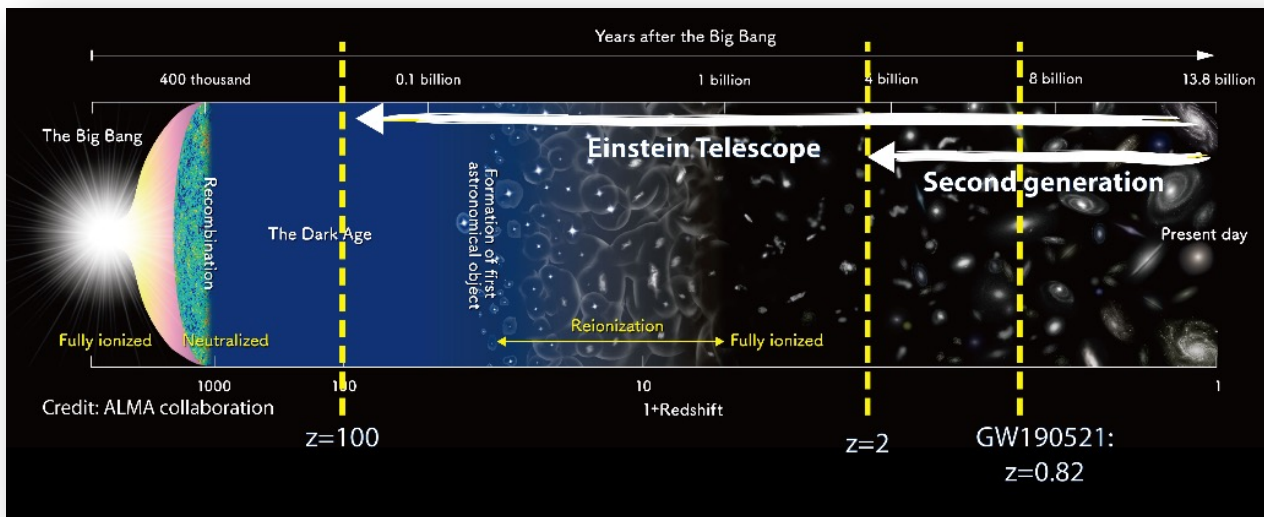 Years after the Big Bang
400 thousand
0.1 billion
1 billion
4 billion
8 billion
13.8 billion
The Big Bang
Einstein Telescope
Second generation
Recombination
The Dark Age
Formation of first
astronomical object
Present day
Reionization
Fully ionized
Neutralized
Fully ionized
1000
100
10
1
Credit: ALMA collaboration
1+Redshift
z=100
z=2
GW190521:
z=0.82